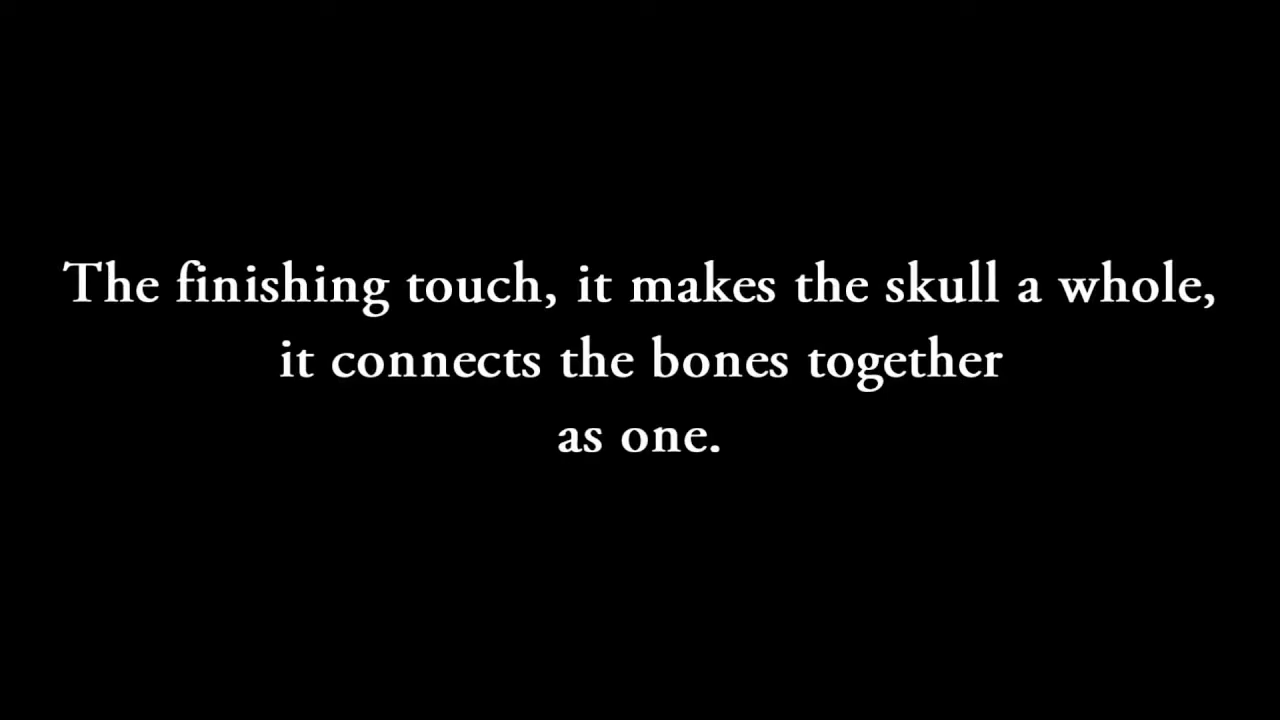 The finishing touch, it makes the skull a whole,
it connects the bones together
as one.